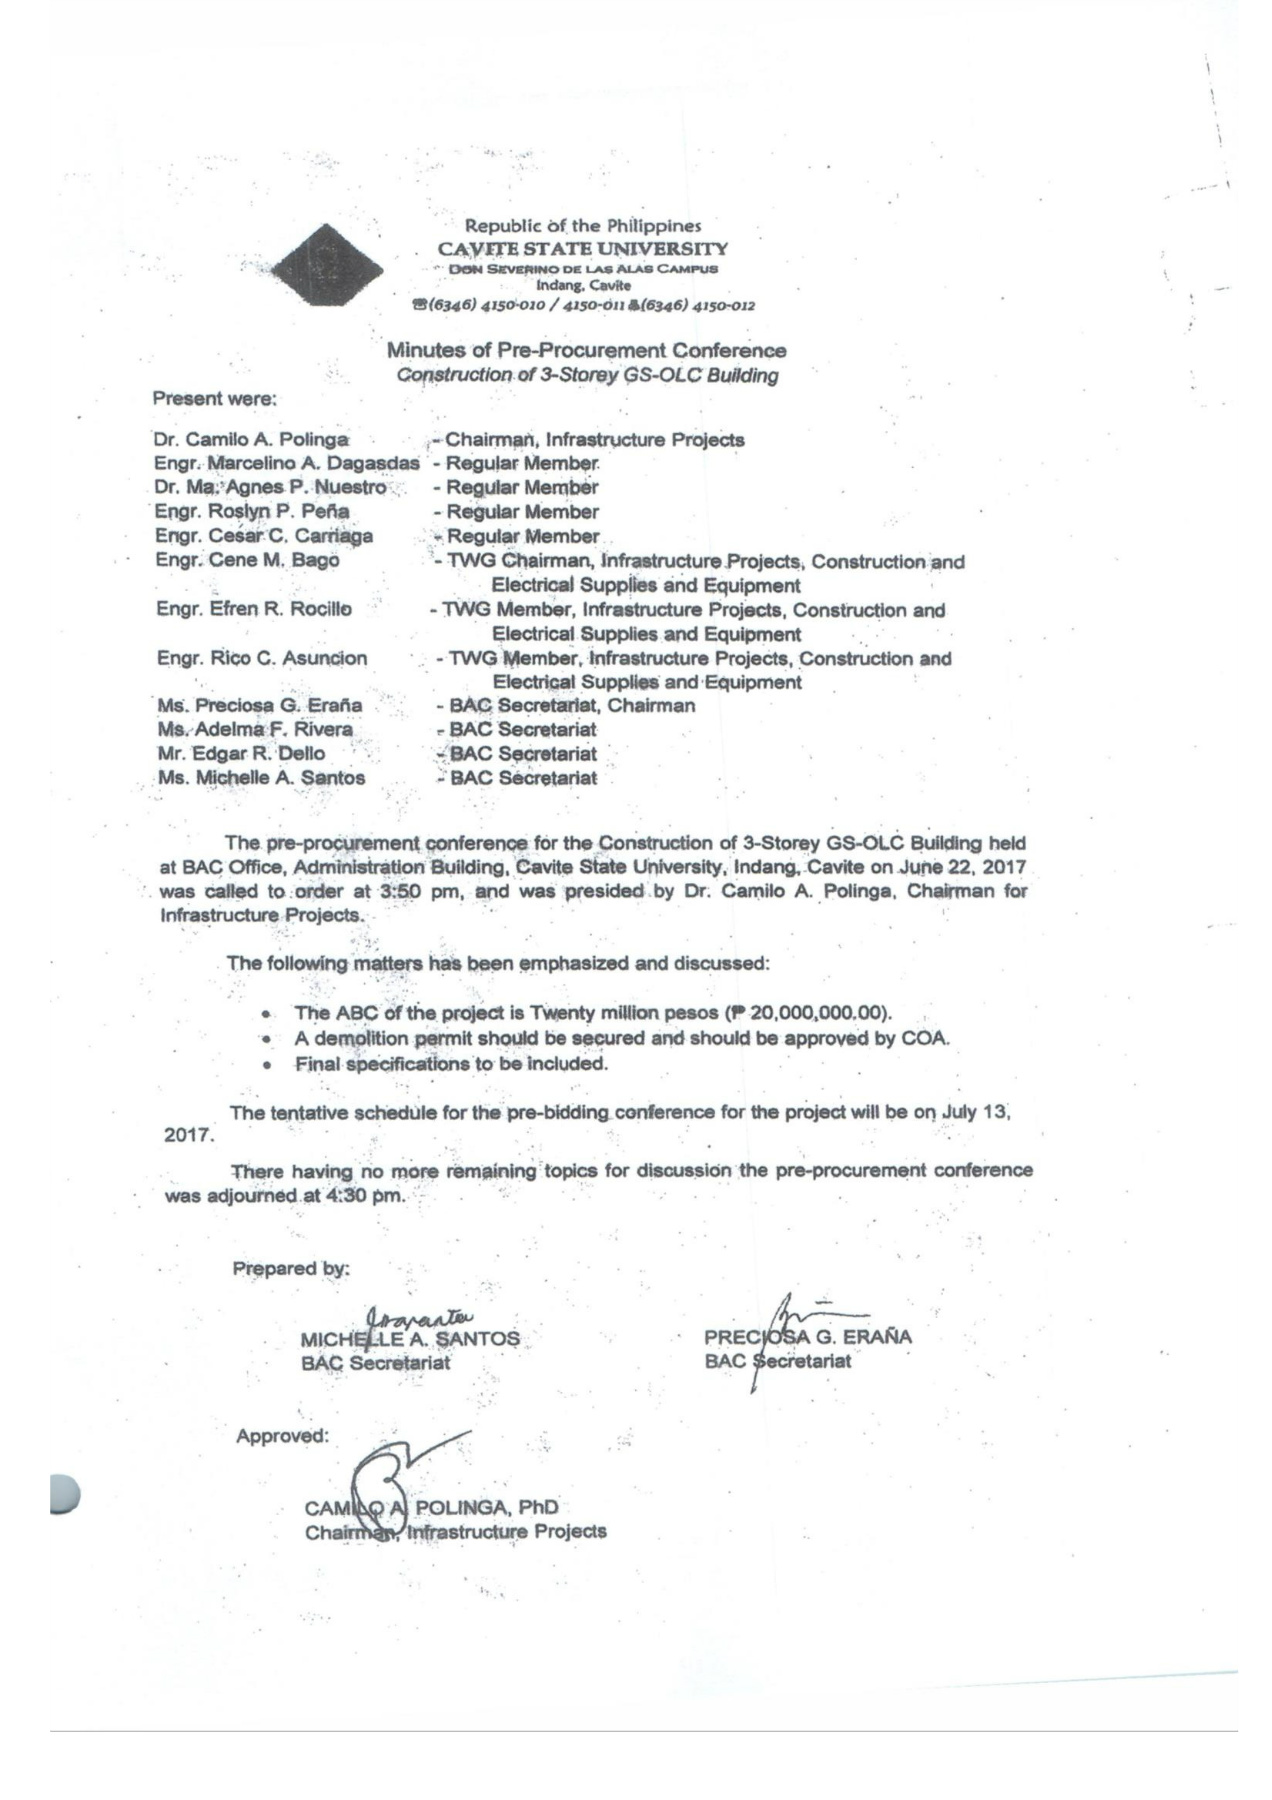 Republic of the Philippines
CAVITE STATE UNIVERSITY
DON SEVERINO DE LAS ALAS CAMPUS
Indang, Cavite
☎(6346) 4150-010 / 4150-011 (6346) 4150-012
Minutes of Pre-Procurement Conference
Construction of 3-Storey GS-OLC Building
Present were:
Dr. Camilo A. Polinga - Chairman, Infrastructure Projects
Engr. Marcelino A. Dagasdas - Regular Member
Dr. Ma. Agnes P. Nuestro - Regular Member
Engr. Roslyn P. Peña - Regular Member
Engr. Cesar C. Carriaga - Regular Member
Engr. Cene M. Bago - TWG Chairman, Infrastructure Projects, Construction and
Electrical Supplies and Equipment
Engr. Efren R. Rocillo - TWG Member, Infrastructure Projects, Construction and
Electrical Supplies and Equipment
Engr. Rico C. Asuncion - TWG Member, Infrastructure Projects, Construction and
Electrical Supplies and Equipment
Ms. Preciosa G. Eraña - BAC Secretariat, Chairman
Ms. Adelma F. Rivera - BAC Secretariat
Mr. Edgar R. Dello - BAC Secretariat
Ms. Michelle A. Santos - BAC Secretariat
The pre-procurement conference for the Construction of 3-Storey GS-OLC Building held
at BAC Office, Administration Building, Cavite State University, Indang, Cavite on June 22, 2017
was called to order at 3:50 pm, and was presided by Dr. Camilo A. Polinga, Chairman for
Infrastructure Projects.
The following matters has been emphasized and discussed:
• The ABC of the project is Twenty million pesos (₱ 20,000,000.00).
• A demolition permit should be secured and should be approved by COA.
• Final specifications to be included.
The tentative schedule for the pre-bidding conference for the project will be on July 13,
2017.
There having no more remaining topics for discussion the pre-procurement conference
was adjourned at 4:30 pm.
Prepared by:
MICHELLE A. SANTOS PRECIOSA G. ERAÑA
BAC Secretariat BAC Secretariat
Approved:
CAMILO A. POLINGA, PhD
Chairman, Infrastructure Projects